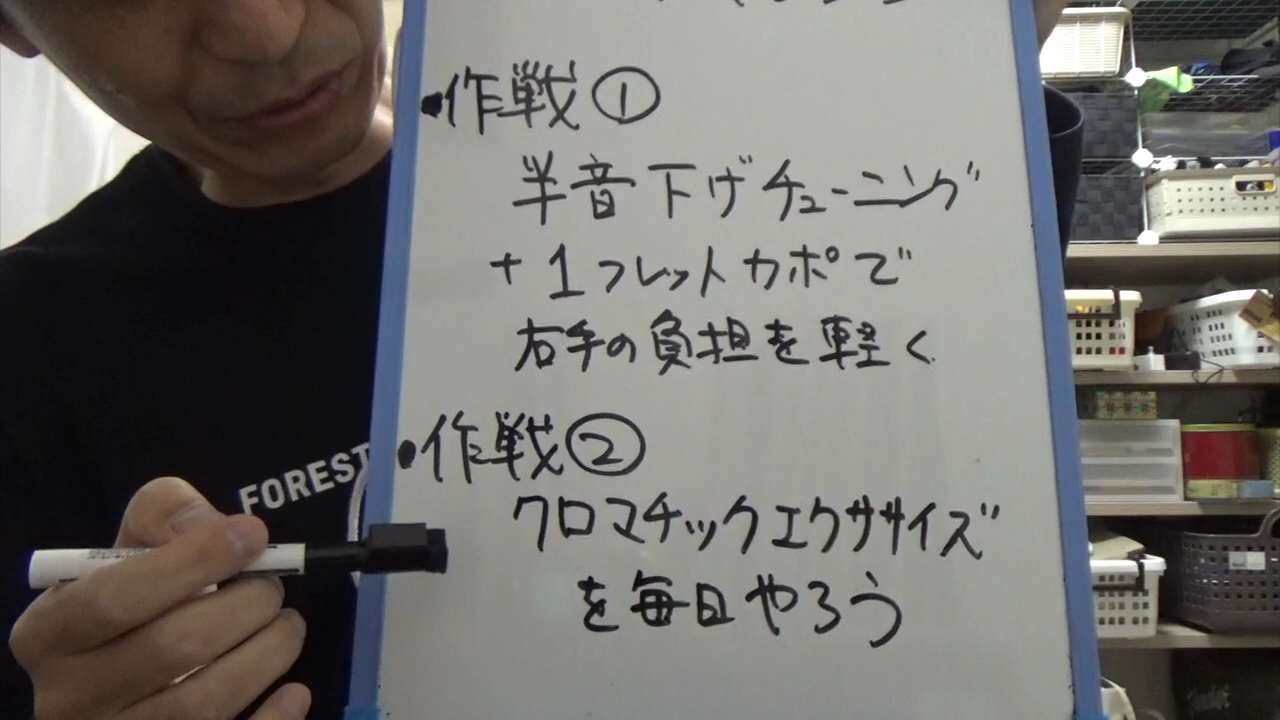 ・作戦①
半音下げチューニング
+1フレットカポで
右手の負担を軽く
・作戦②
クロマチックエクササイズ
を毎日やろう
FOREST